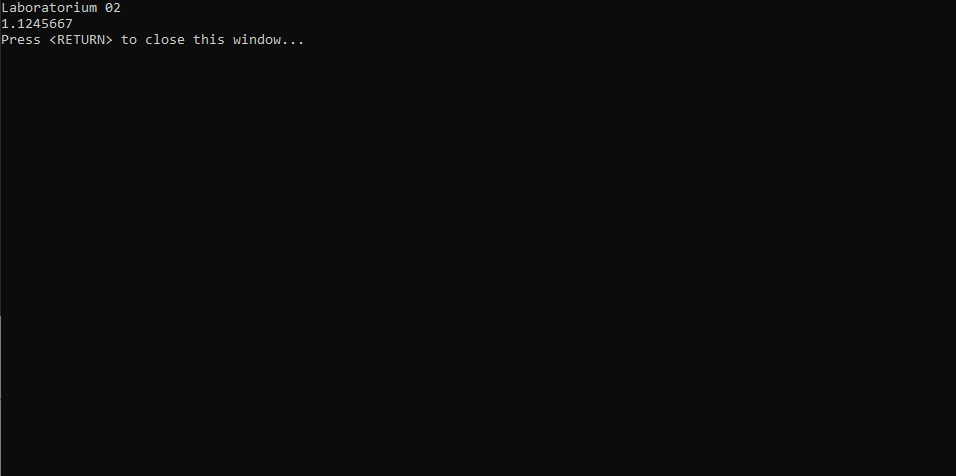 Laboratorium 02
1.1245667
Press <RETURN> to close this window...